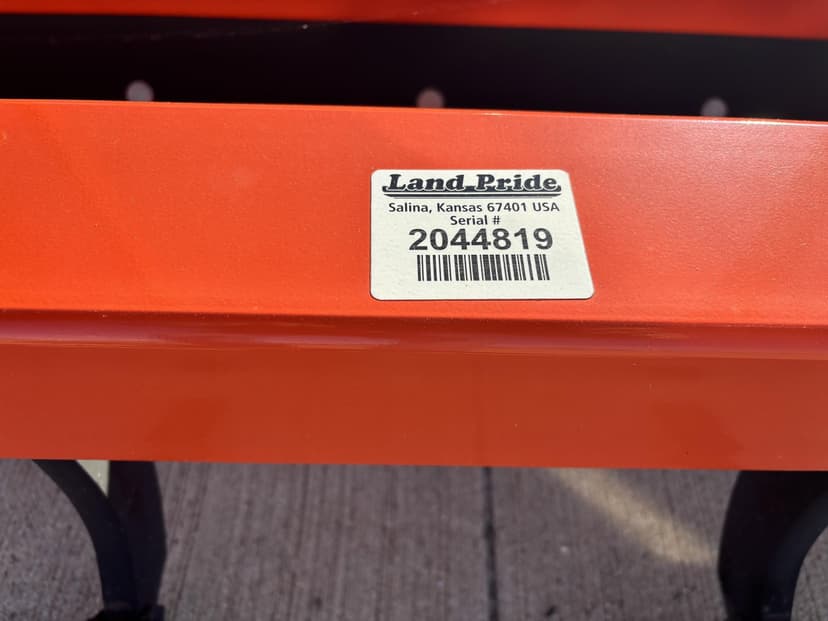 Land Pride
Salina, Kansas 67401 USA
Serial #
2044819